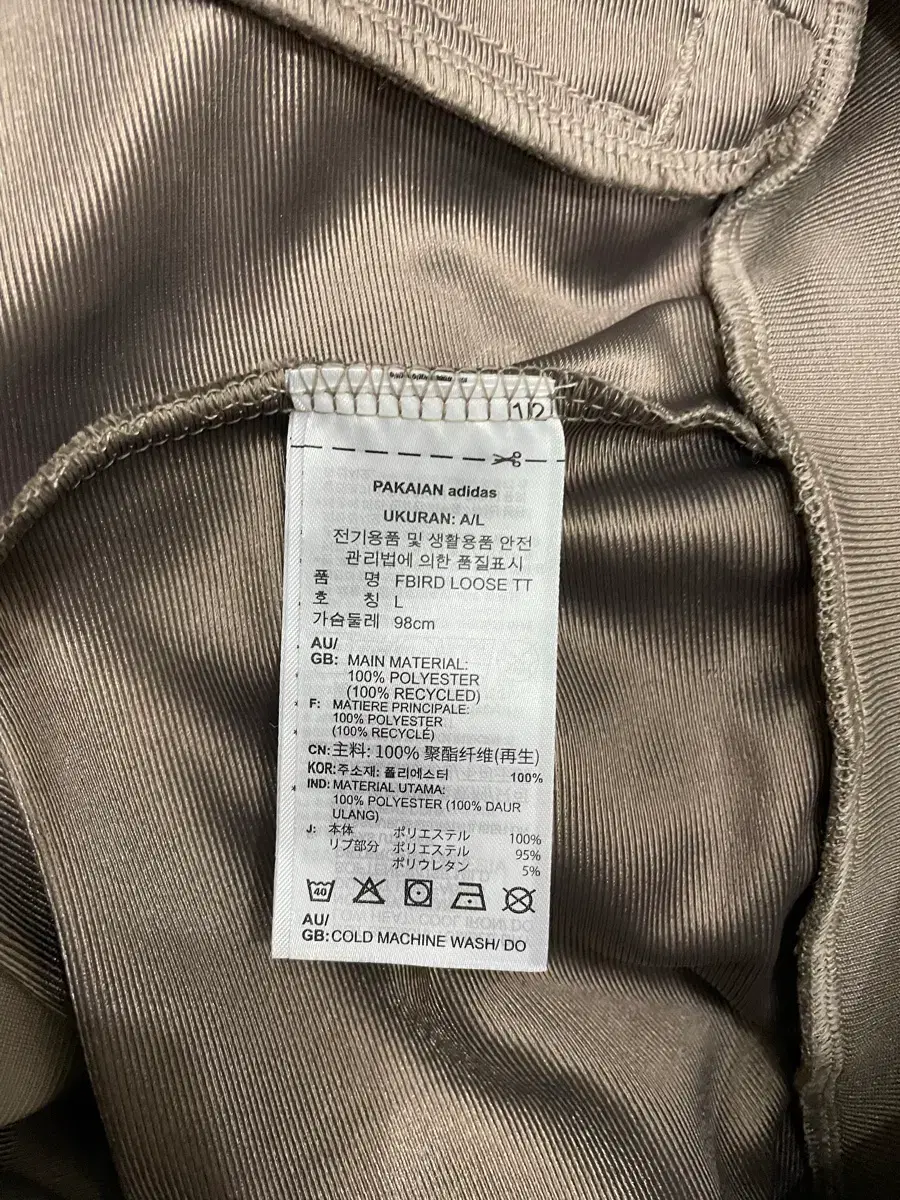 1/2
PAKAIAN adidas
UKURAN: A/L
전기용품 및 생활용품 안전
관리법에 의한 품질표시
품 명 FBIRD LOOSE TT
호 칭 L
가슴둘레 98cm
AU/
GB: MAIN MATERIAL:
100% POLYESTER
(100% RECYCLED)
F: MATIERE PRINCIPALE:
100% POLYESTER
(100% RECYCLÉ)
CN:主料: 100% 聚酯纤维(再生)
KOR:주소재: 폴리에스터 100%
IND: MATERIAL UTAMA:
100% POLYESTER (100% DAUR
ULANG)
J: 本体 ポリエステル 100%
リブ部分 ポリエステル 95%
ポリウレタン 5%
40
AU/
GB:COLD MACHINE WASH/ DO